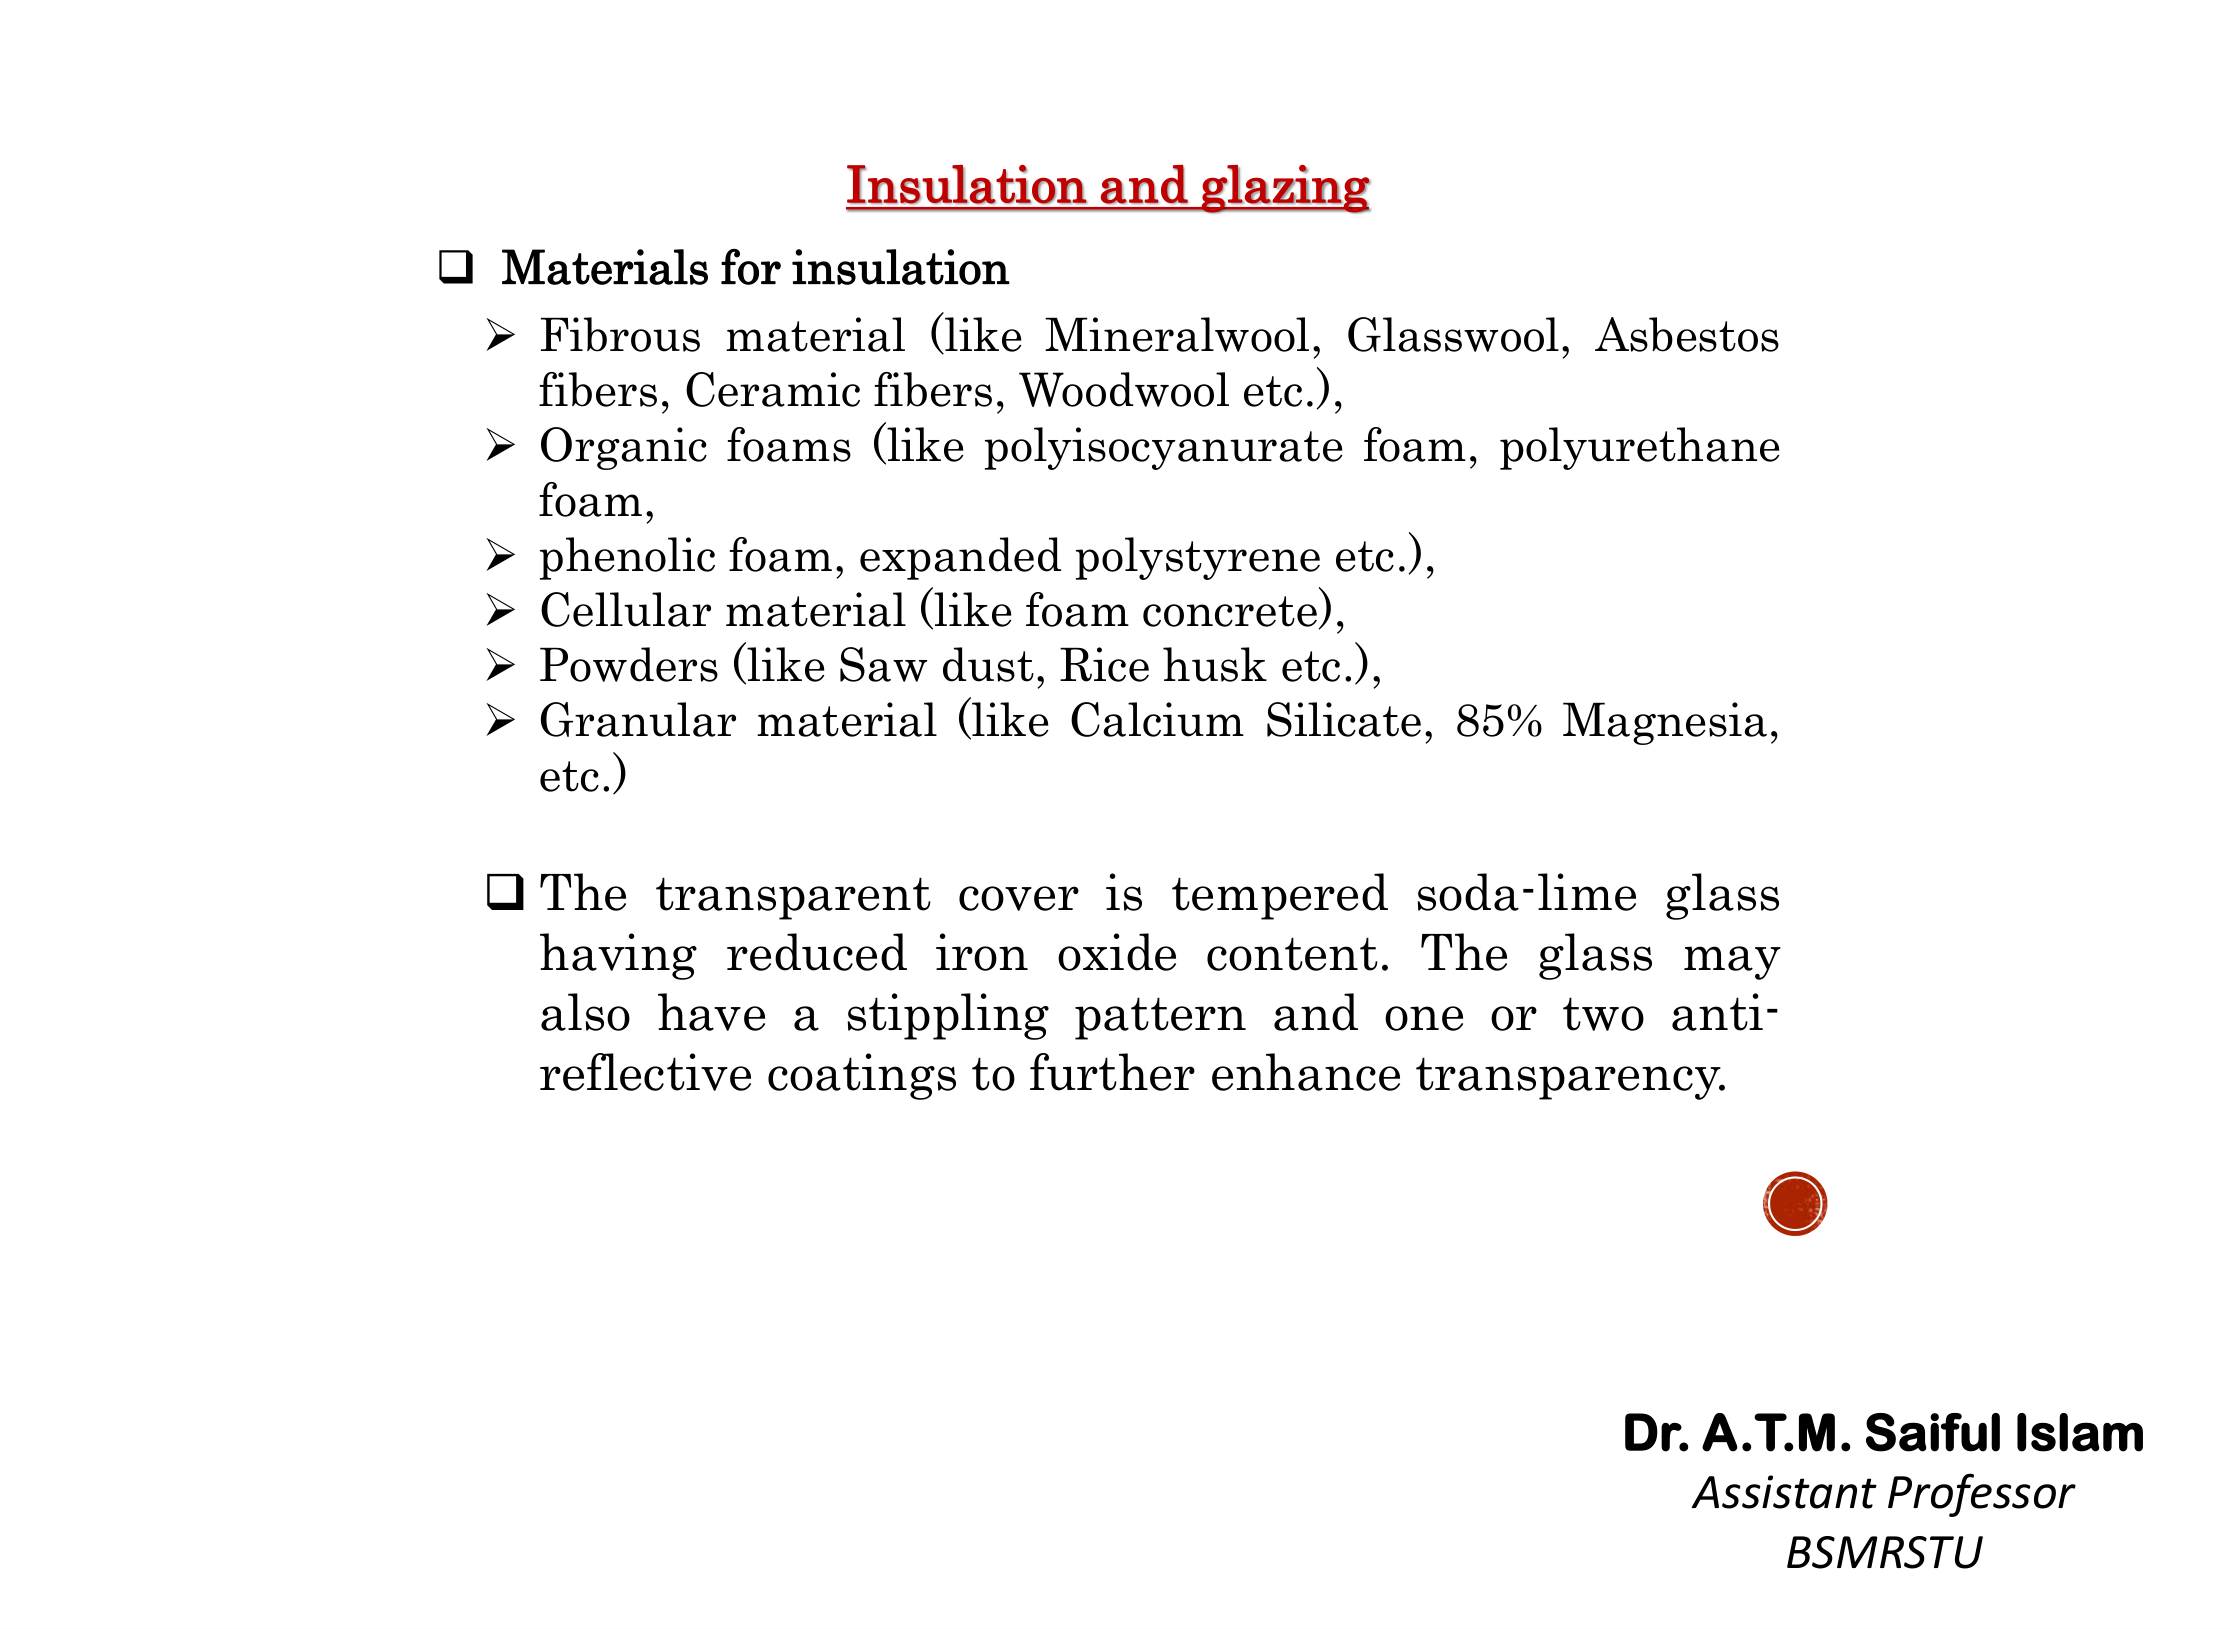 Insulation and glazing
❑ Materials for insulation
➢ Fibrous material (like Mineralwool, Glasswool, Asbestos
fibers, Ceramic fibers, Woodwool etc.),
➢ Organic foams (like polyisocyanurate foam, polyurethane
foam,
➢ phenolic foam, expanded polystyrene etc.),
➢ Cellular material (like foam concrete),
➢ Powders (like Saw dust, Rice husk etc.),
➢ Granular material (like Calcium Silicate, 85% Magnesia,
etc.)
❑ The transparent cover is tempered soda-lime glass
having reduced iron oxide content. The glass may
also have a stippling pattern and one or two anti-
reflective coatings to further enhance transparency.
Dr. A.T.M. Saiful Islam
Assistant Professor
BSMRSTU